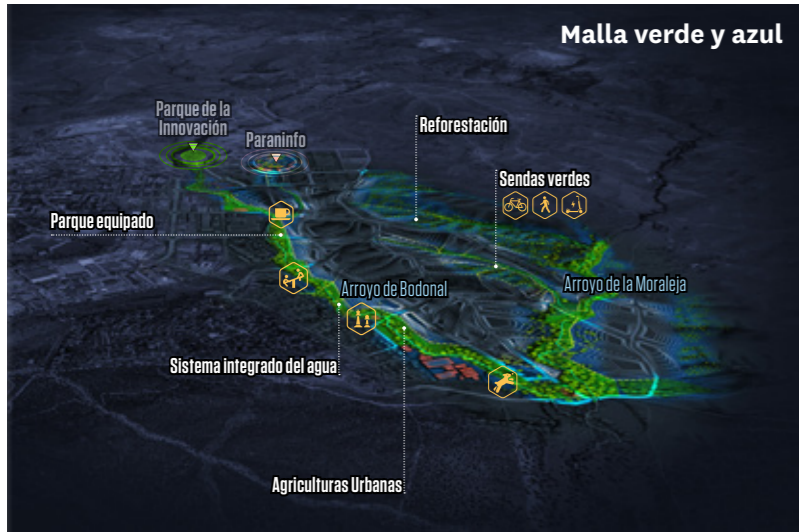 Malla verde y azul
Parque de la
Innovación
Paraninfo
Reforestación
Sendas verdes
Parque equipado
Arroyo de Bodonal
Arroyo de la Moraleja
Sistema integrado del agua
Agriculturas Urbanas